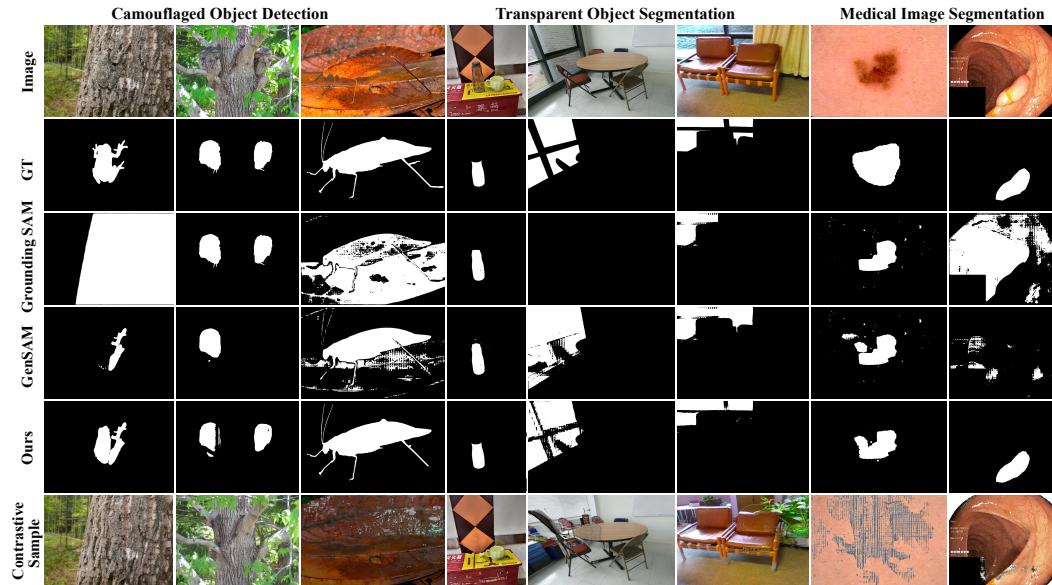 Camouflaged Object Detection
Transparent Object Segmentation
Medical Image Segmentation
Image
GT
Grounding SAM
GenSAM
Ours
Contrastive
Sample